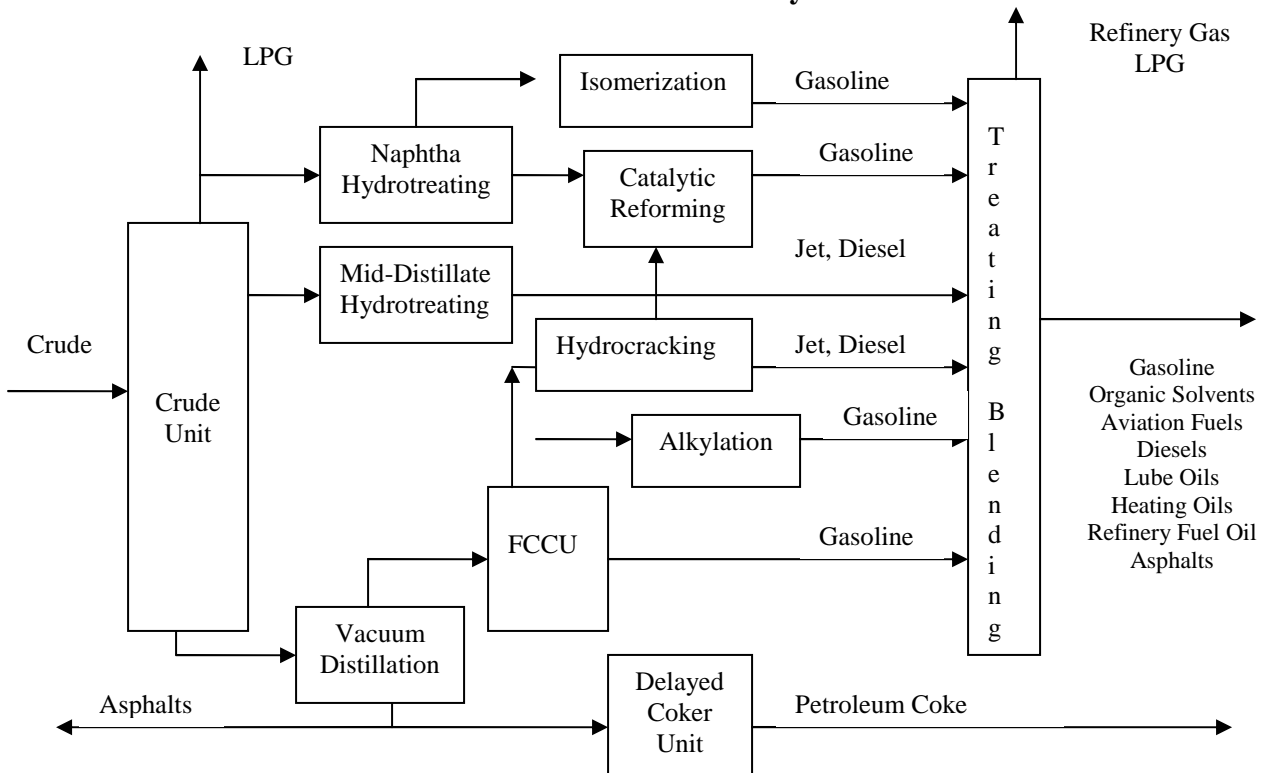 LPG
Refinery Gas
LPG
Isomerization
Gasoline
Naphtha
Hydrotreating
Catalytic
Reforming
Gasoline
Mid-Distillate
Hydrotreating
Jet, Diesel
Crude
Crude
Unit
Hydrocracking
Jet, Diesel
Alkylation
Gasoline
FCCU
Gasoline
Vacuum
Distillation
Asphalts
Delayed
Coker
Unit
Petroleum Coke
T
r
e
a
t
i
n
g
B
l
e
n
d
i
n
g
Gasoline
Organic Solvents
Aviation Fuels
Diesels
Lube Oils
Heating Oils
Refinery Fuel Oil
Asphalts